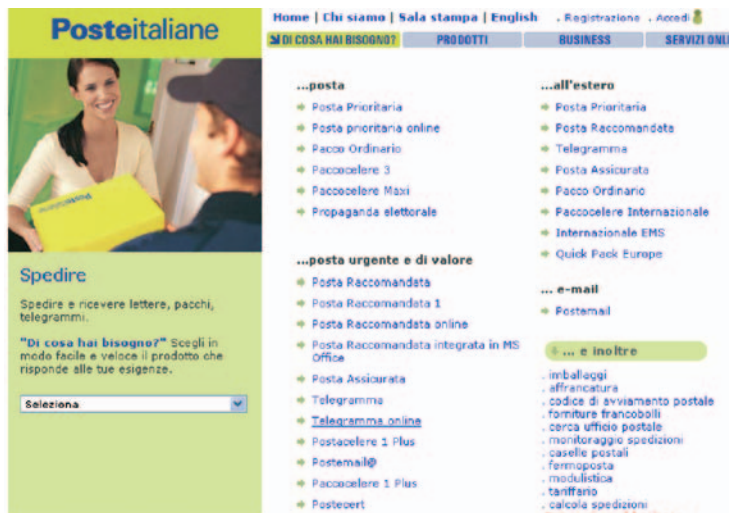 Posteitaliane
Home | Chi siamo | Sala stampa | English . Registrazione . Accedi
DI COSA HAI BISOGNO? PRODOTTI BUSINESS SERVIZI ONLI
Posteitaliane
Spedire
Spedire e ricevere lettere, pacchi,
telegrammi.
"Di cosa hai bisogno?" Scegli in
modo facile e veloce il prodotto che
risponde alle tue esigenze.
Seleziona
...posta
Posta Prioritaria
Posta prioritaria online
Pacco Ordinario
Paccocelere 3
Paccocelere Maxi
Propaganda elettorale
...posta urgente e di valore
Posta Raccomandata
Posta Raccomandata 1
Posta Raccomandata online
Posta Raccomandata integrata in MS
Office
Posta Assicurata
Telegramma
Telegramma online
Postacelere 1 Plus
Postemail@
Paccocelere 1 Plus
Postecert
...all'estero
Posta Prioritaria
Posta Raccomandata
Telegramma
Posta Assicurata
Pacco Ordinario
Paccocelere Internazionale
Internazionale EMS
Quick Pack Europe
... e-mail
Postemail
... e inoltre
. imballaggi
. affrancatura
. codice di avviamento postale
. forniture francobolli
. cerca ufficio postale
. monitoraggio spedizioni
. caselle postali
. fermoposta
. modulistica
. tariffario
. calcola spedizioni